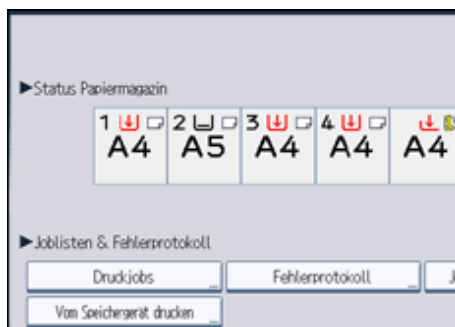 ►Status Papiermagazin
1 2 3 4
A4 A5 A4 A4 A4
►Joblisten & Fehlerprotokoll
Druckjobs Fehlerprotokoll J
Vom Speichergerät drucken